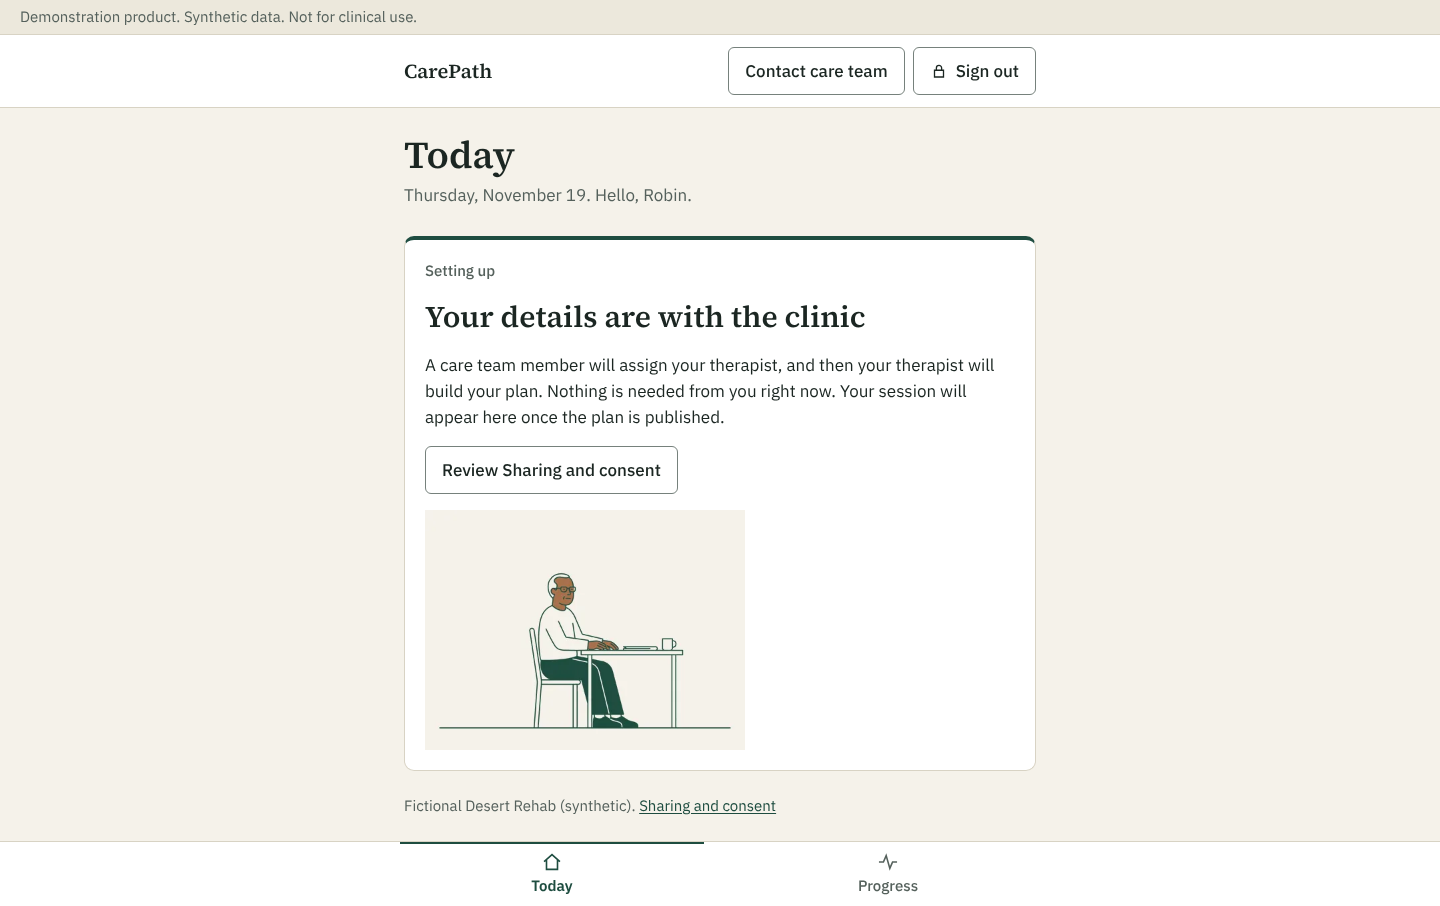 Demonstration product. Synthetic data. Not for clinical use.
CarePath
Contact care team
Sign out
Today
Thursday, November 19. Hello, Robin.
Setting up
Your details are with the clinic
A care team member will assign your therapist, and then your therapist will
build your plan. Nothing is needed from you right now. Your session will
appear here once the plan is published.
Review Sharing and consent
Fictional Desert Rehab (synthetic). Sharing and consent
Today
Progress